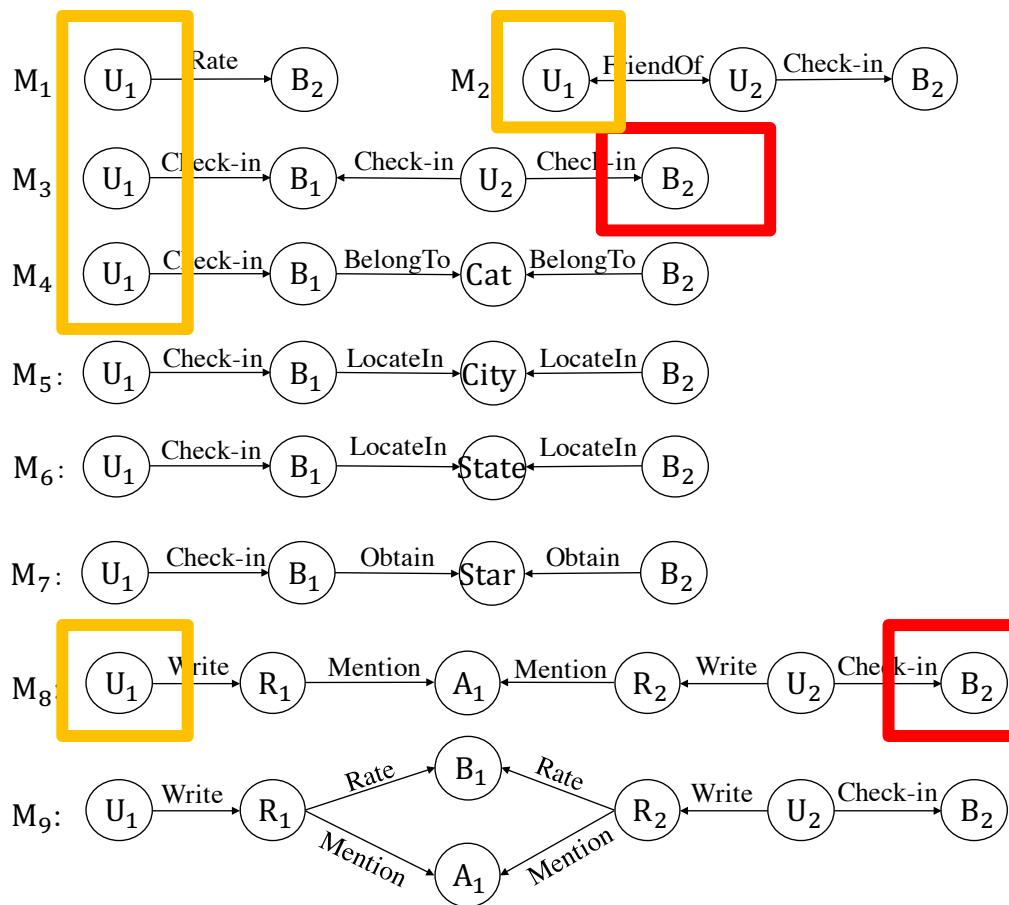 M1 U1 Rate B2
M2 U1 FriendOf U2 Check-in B2
M3 U1 Check-in B1 Check-in U2 Check-in B2
M4 U1 Check-in B1 BelongTo Cat BelongTo B2
M5: U1 Check-in B1 LocateIn City LocateIn B2
M6: U1 Check-in B1 LocateIn State LocateIn B2
M7: U1 Check-in B1 Obtain Star Obtain B2
M8: U1 Write R1 Mention A1 Mention R2 Write U2 Check-in B2
Rate B1 Rate
M9: U1 Write R1 R2 Write U2 Check-in B2
Mention A1 Mention